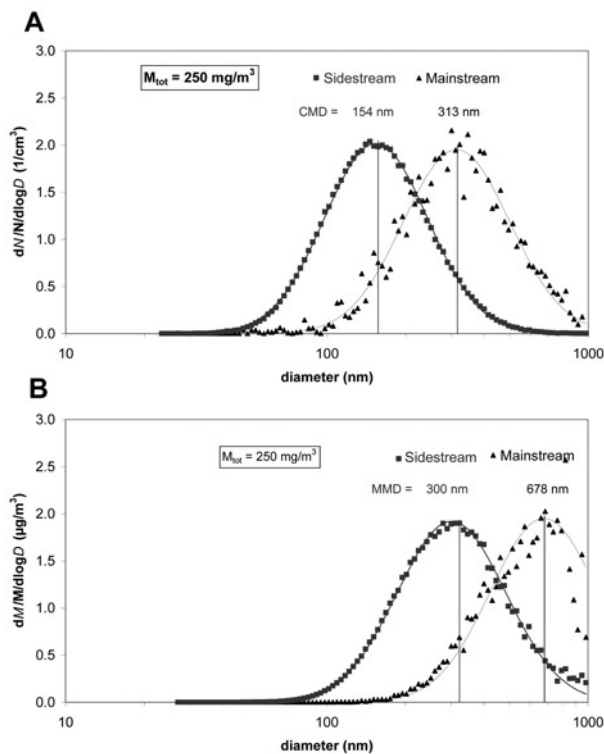 A
3.0
M_tot = 250 mg/m³
■ Sidestream ▲ Mainstream
2.5
CMD = 154 nm 313 nm
2.0
dN/N/dlogD (1/cm³)
1.5
1.0
0.5
0.0
10 100 1000
diameter (nm)
B
3.0
M_tot = 250 mg/m³
■ Sidestream ▲ Mainstream
2.5
MMD = 300 nm 678 nm
2.0
dM/M/dlogD (µg/m³)
1.5
1.0
0.5
0.0
10 100 1000
diameter (nm)